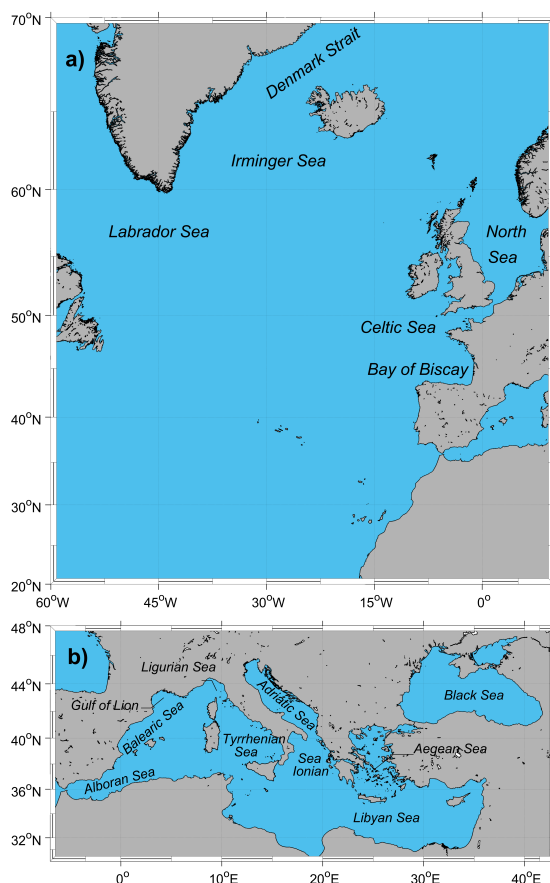 70°N
a)
Denmark Strait
Irminger Sea
60°N
Labrador Sea
North
Sea
50°N
Celtic Sea
Bay of Biscay
40°N
30°N
20°N
60°W
45°W
30°W
15°W
0°
48°N
b)
Ligurian Sea
44°N
Gulf of Lion
Adriatic Sea
Black Sea
Balearic Sea
40°N
Tyrrhenian
Sea
Sea
Ionian
Aegean Sea
Alboran Sea
36°N
Libyan Sea
32°N
0°
10°E
20°E
30°E
40°E